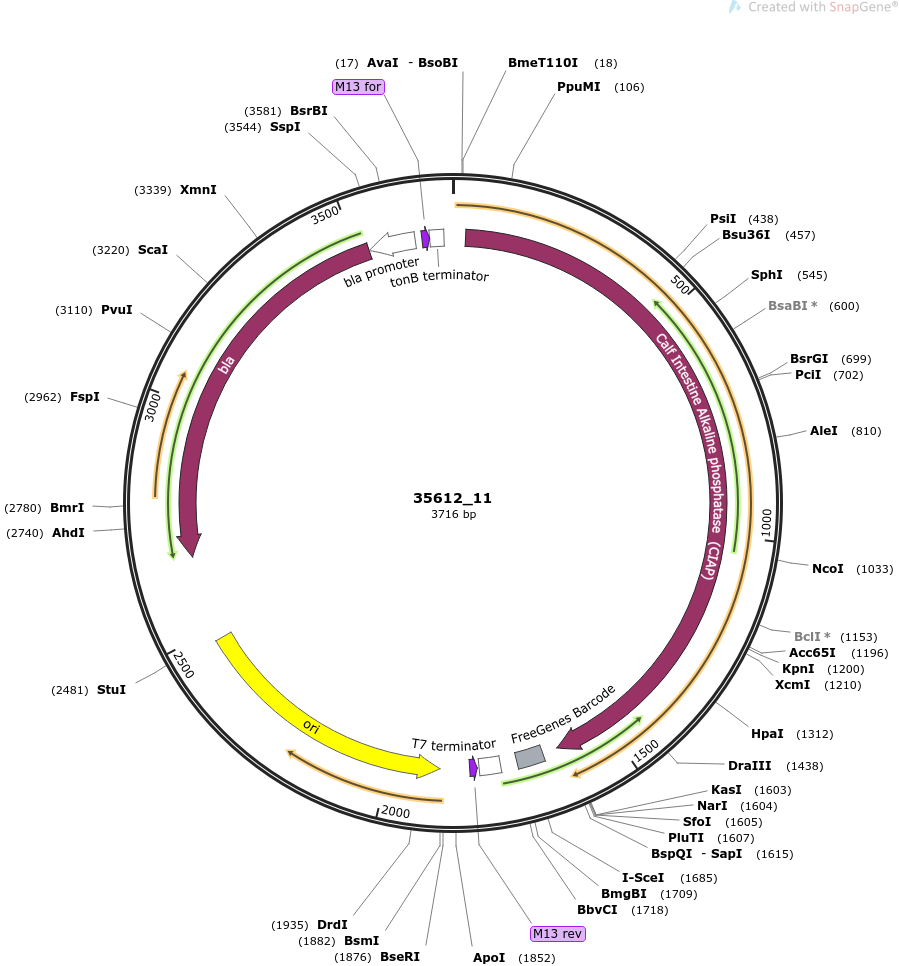 Created with SnapGene®
(17) AvaI - BsoBI
BmeT110I (18)
M13 for
PpuMI (106)
(3581) BsrBI
(3544) SspI
(3339) XmnI
(3220) ScaI
(3110) PvuI
(2962) FspI
(2780) BmrI
(2740) AhdI
(2481) StuI
PsiI (438)
Bsu36I (457)
SphI (545)
BsaBI * (600)
BsrGI (699)
PciI (702)
AleI (810)
NcoI (1033)
BclI * (1153)
Acc65I (1196)
KpnI (1200)
XcmI (1210)
HpaI (1312)
DraIII (1438)
KasI (1603)
NarI (1604)
SfoI (1605)
PluTI (1607)
BspQI - SapI (1615)
I-SceI (1685)
BmgBI (1709)
BbvCI (1718)
M13 rev
ApoI (1852)
(1935) DrdI
(1882) BsmI
(1876) BseRI
3500
500
3000
1000
2500
1500
2000
bla promoter
tonB terminator
bla
Calf Intestine Alkaline phosphatase (CIAP)
35612_11
3716 bp
ori
T7 terminator
FreeGenes Barcode